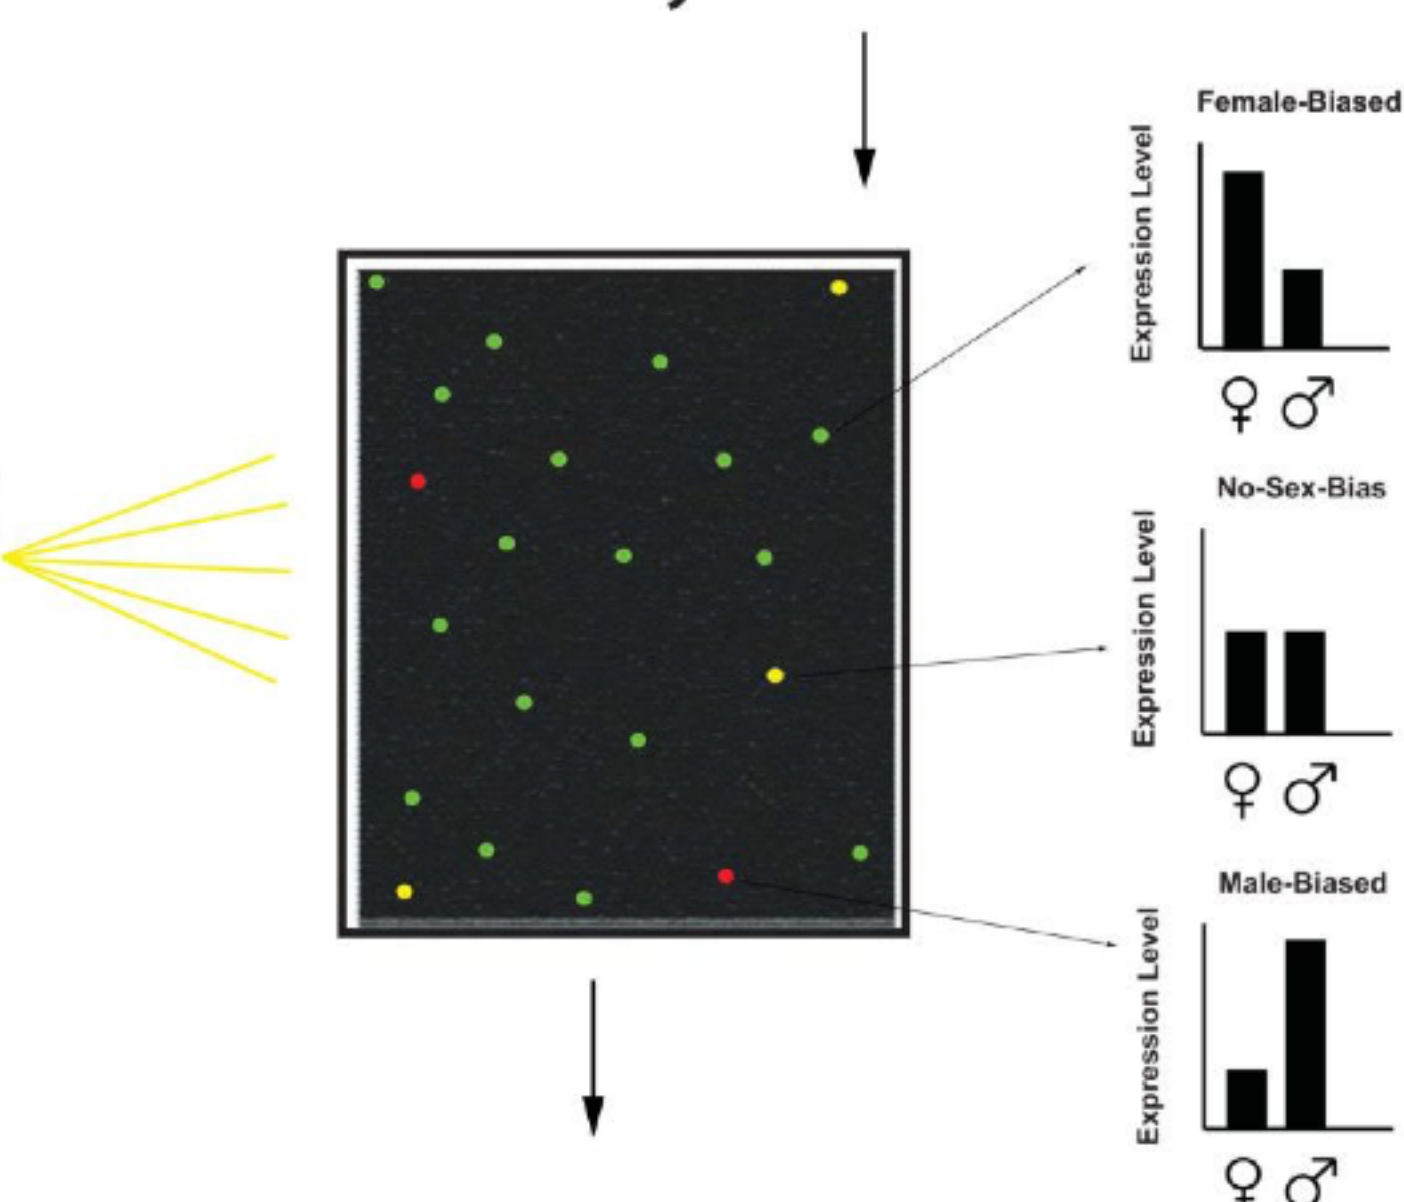 Female-Biased
Expression Level
♀ ♂
No-Sex-Bias
Expression Level
♀ ♂
Male-Biased
Expression Level
♀ ♂